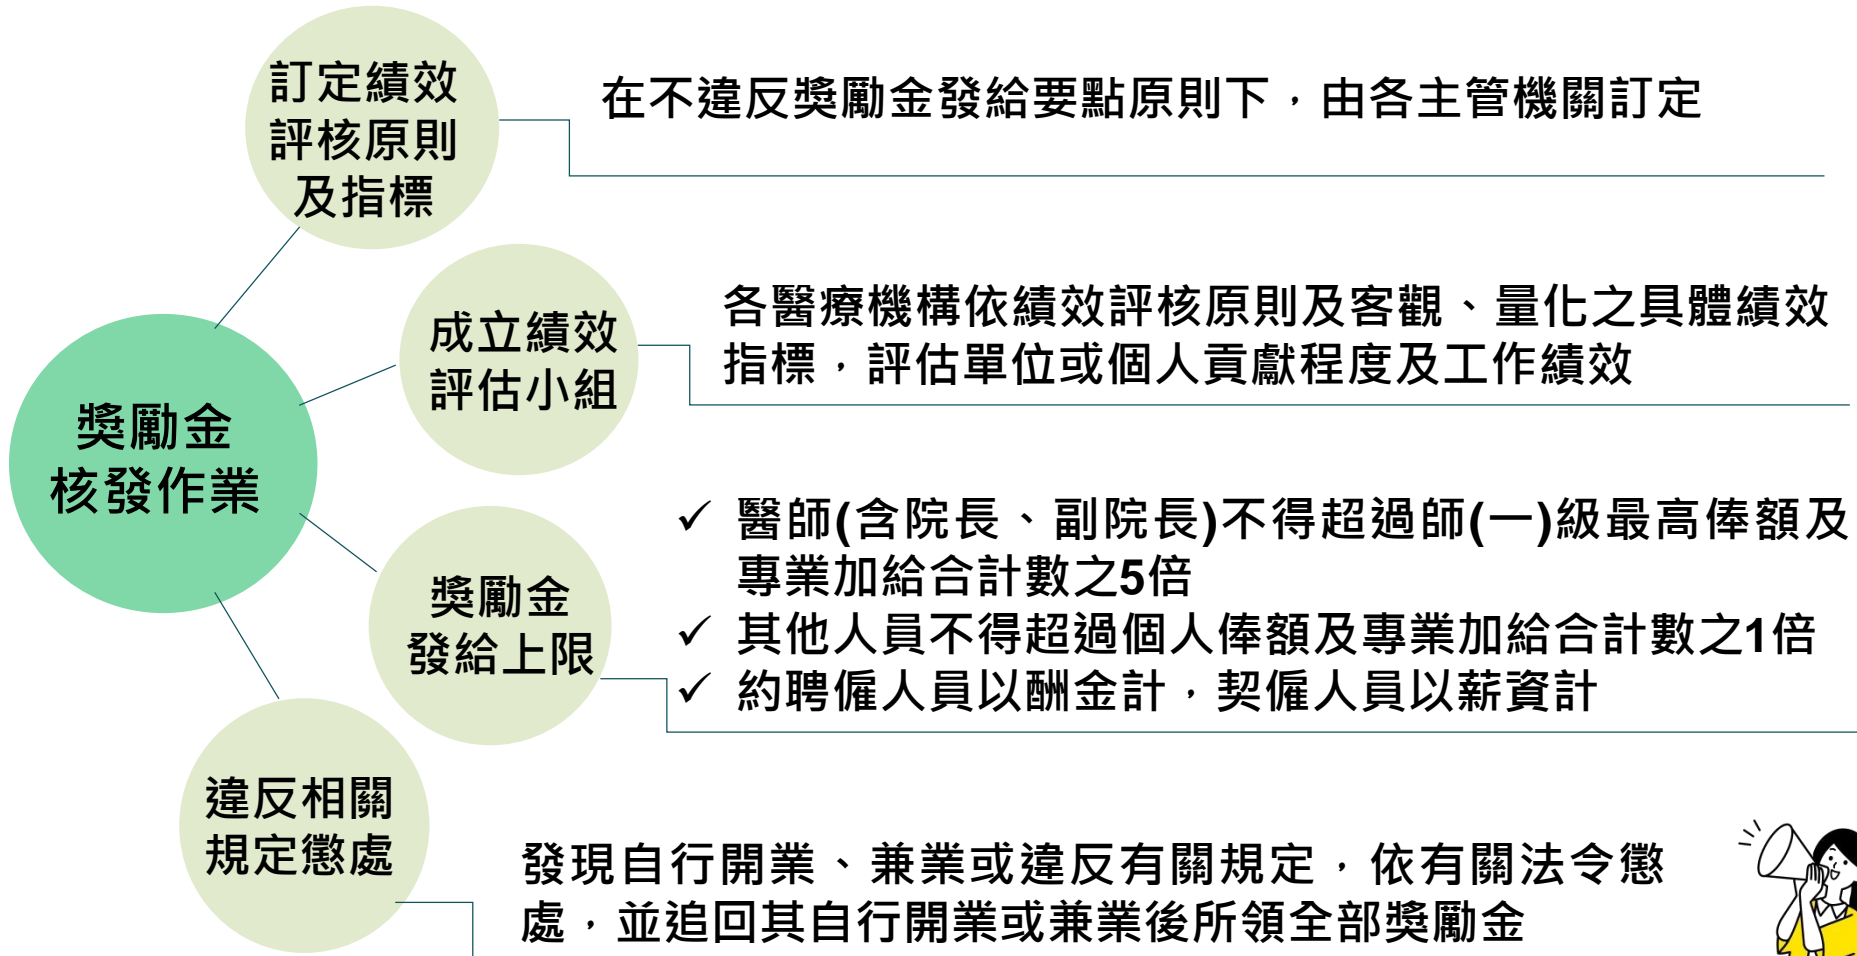 訂定績效
評核原則
及指標
在不違反獎勵金發給要點原則下，由各主管機關訂定
成立績效
評估小組
各醫療機構依績效評核原則及客觀、量化之具體績效
指標，評估單位或個人貢獻程度及工作績效
獎勵金
核發作業
獎勵金
發給上限
✓ 醫師(含院長、副院長)不得超過師(一)級最高俸額及
專業加給合計數之5倍
✓ 其他人員不得超過個人俸額及專業加給合計數之1倍
✓ 約聘僱人員以酬金計，契僱人員以薪資計
違反相關
規定懲處
發現自行開業、兼業或違反有關規定，依有關法令懲
處，並追回其自行開業或兼業後所領全部獎勵金